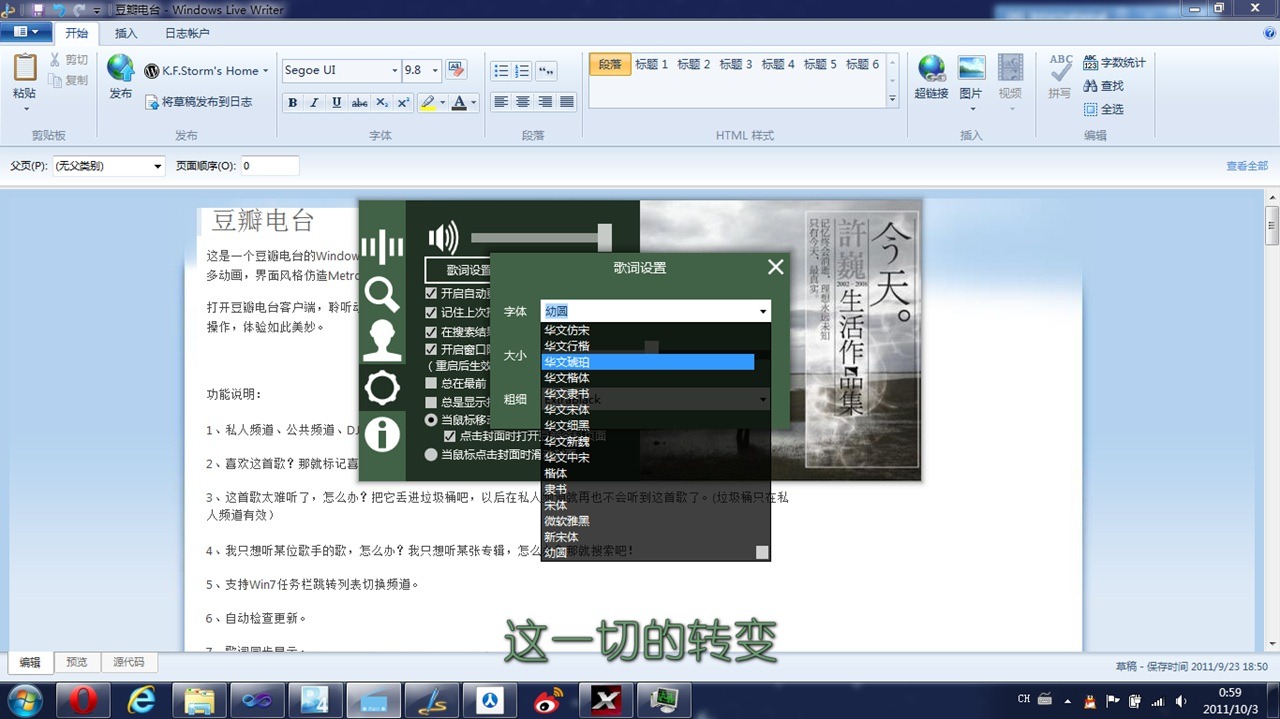 豆瓣电台 - Windows Live Writer
开始 插入 日志帐户
粘贴 剪切 复制
剪贴板
发布 K.F.Storm's Home
将草稿发布到日志
发布
Segoe UI 9.8
B I U abc X₂ X²
字体
段落
段落 标题 1 标题 2 标题 3 标题 4 标题 5 标题 6
HTML 样式
超链接 图片 视频
插入
ABC 拼写 字数统计
查找
全选
编辑
父页(P): (无父类别) 页面顺序(O): 0 查看全部
豆瓣电台
这是一个豆瓣电台的Window
多动画，界面风格仿造Metro
打开豆瓣电台客户端，聆听动
操作，体验如此美妙。
功能说明：
1、私人频道、公共频道、DJ
2、喜欢这首歌？那就标记喜
3、这首歌太难听了，怎么办？把它丢进垃圾桶吧，以后在私人
就再也不会听到这首歌了。(垃圾桶只在私
人频道有效）
4、我只想听某位歌手的歌，怎么办？我只想听某张专辑，怎么
那就搜索吧！
5、支持Win7任务栏跳转列表切换频道。
6、自动检查更新。
歌词设置
开启自动
记住上次
在搜索结
开启窗口
（重启后生效
总在最前
总是显示
当鼠标移
点击封面时打开
页面
当鼠标点击封面时
歌词设置
字体 幼圆
大小
粗细
华文仿宋
华文行楷
华文琥珀
华文楷体
华文隶书
华文宋体
华文细黑
华文新魏
华文中宋
楷体
隶书
宋体
微软雅黑
新宋体
幼圆
今天。
許巍
2002-2008
生活作品集
记忆终会消逝，理想永远未知
只有今天，最真实。
这一切的转变
编辑 预览 源代码
草稿 - 保存时间 2011/9/23 18:50
CH
0:59
2011/10/3